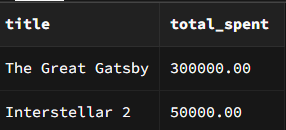 title total_spent
The Great Gatsby 300000.00
Interstellar 2 50000.00